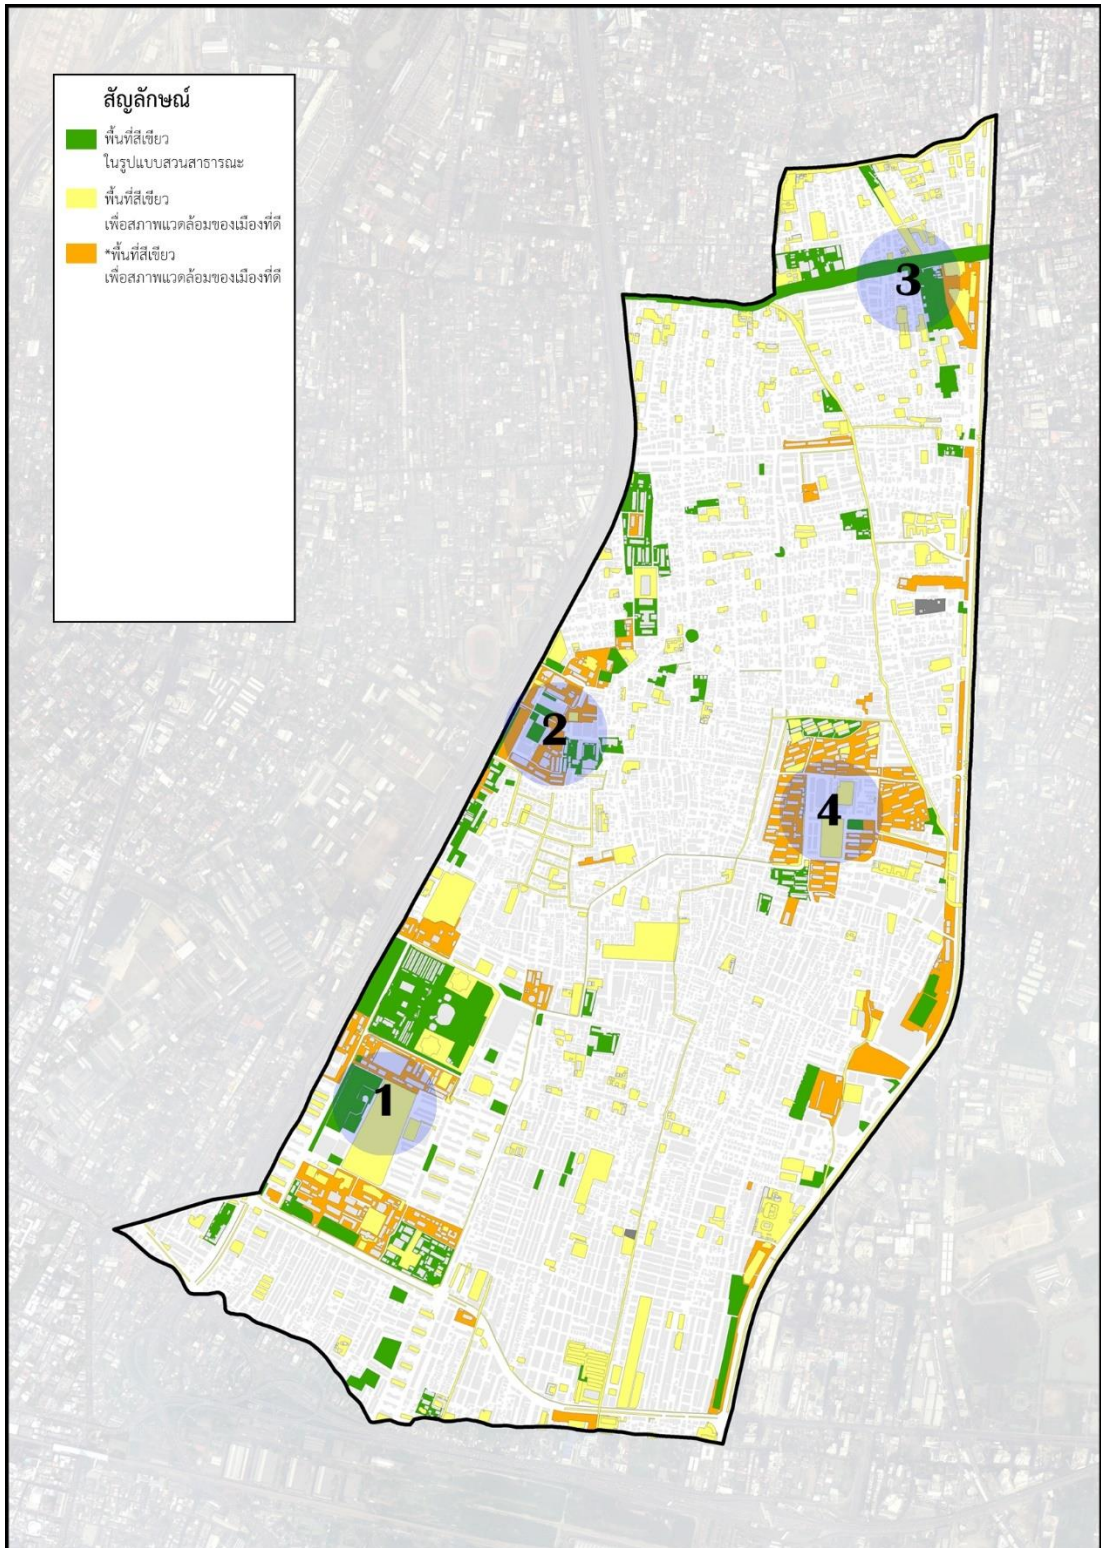 สัญลักษณ์
พื้นที่สีเขียว
ในรูปแบบสวนสาธารณะ
พื้นที่สีเขียว
เพื่อสภาพแวดล้อมของเมืองที่ดี
*พื้นที่สีเขียว
เพื่อสภาพแวดล้อมของเมืองที่ดี
3
2
4
1